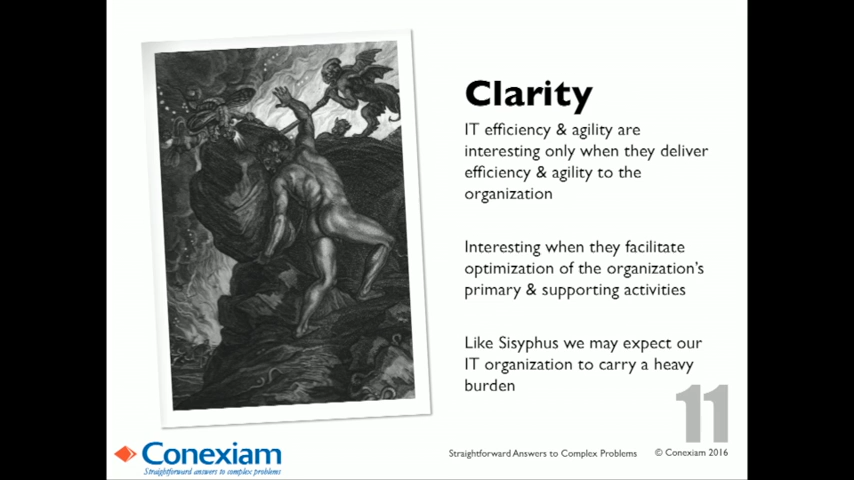 Clarity
IT efficiency & agility are
interesting only when they deliver
efficiency & agility to the
organization
Interesting when they facilitate
optimization of the organization's
primary & supporting activities
Like Sisyphus we may expect our
IT organization to carry a heavy
burden
11
Conexiam
Straightforward answers to complex problems
Straightforward Answers to Complex Problems
© Conexiam 2016